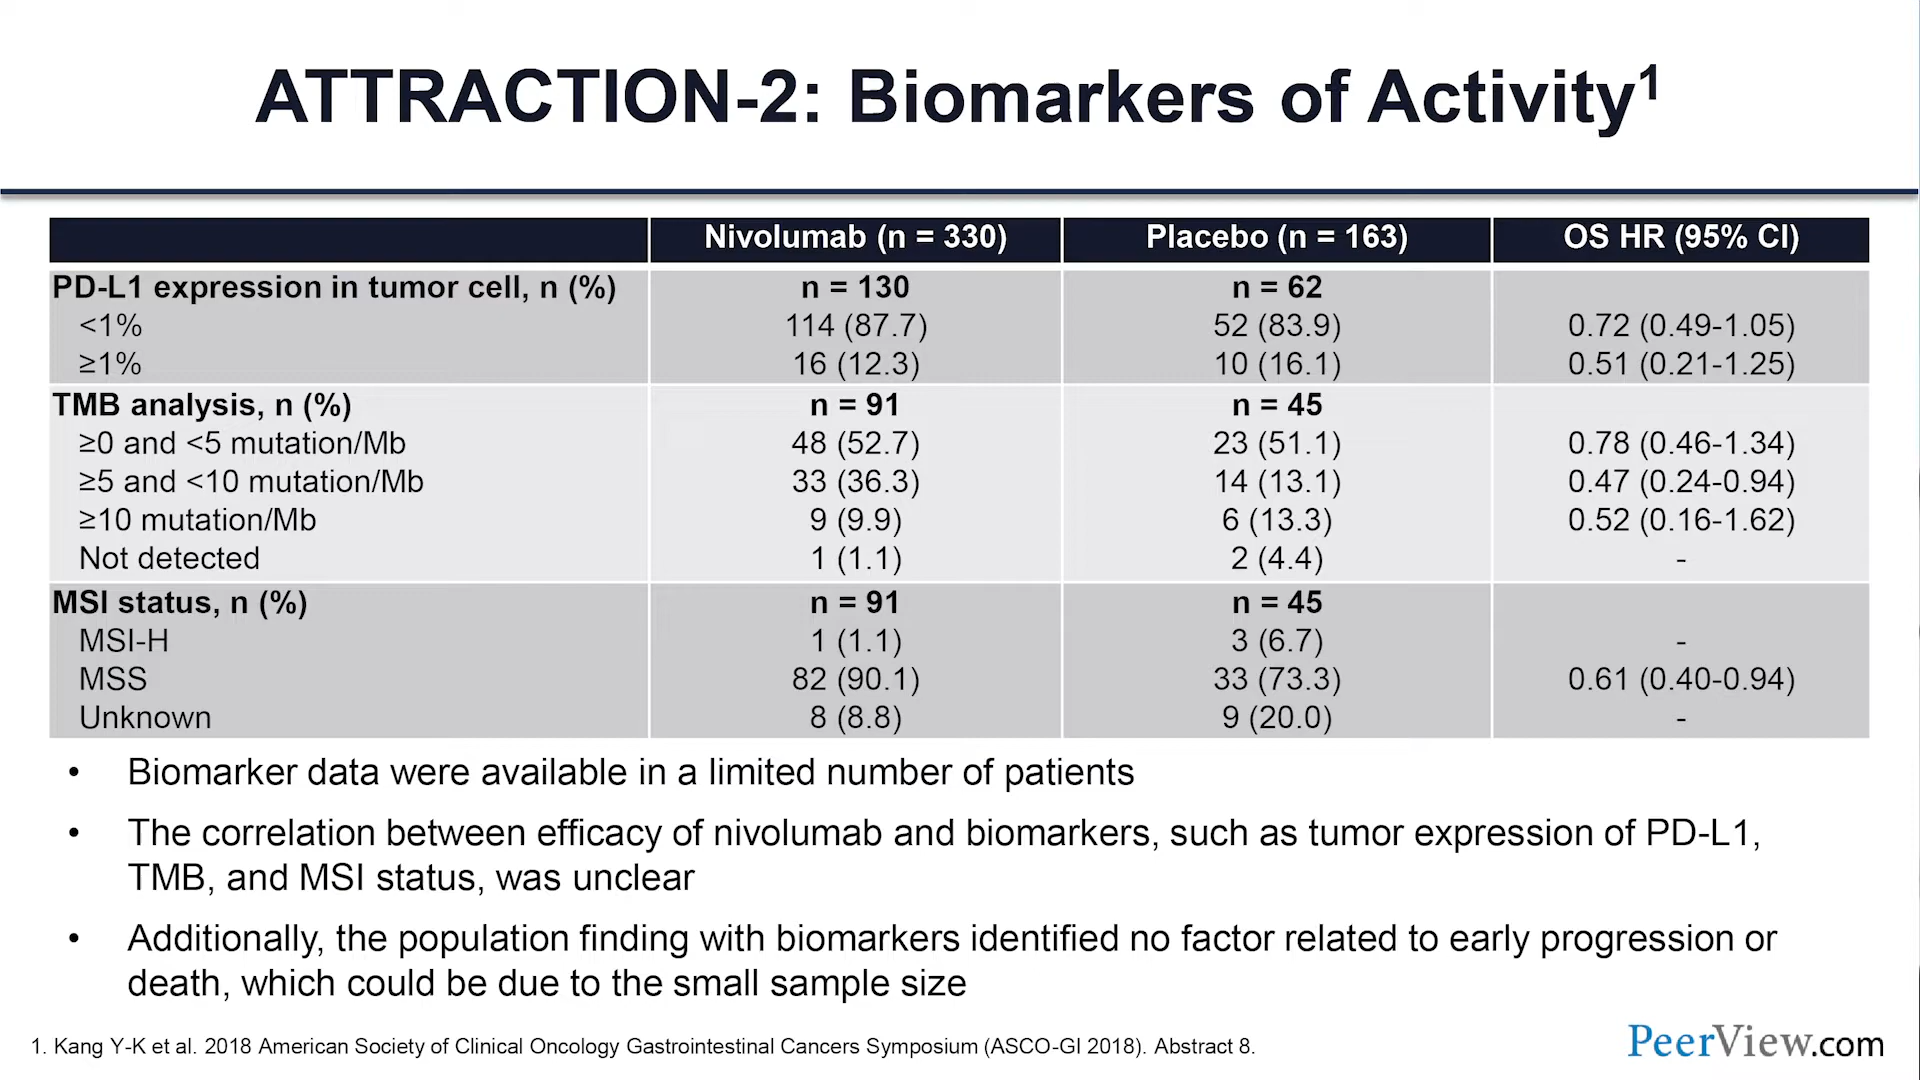 ATTRACTION-2: Biomarkers of Activity1
Nivolumab (n = 330) Placebo (n = 163) OS HR (95% CI)
PD-L1 expression in tumor cell, n (%) n = 130 n = 62
<1% 114 (87.7) 52 (83.9) 0.72 (0.49-1.05)
≥1% 16 (12.3) 10 (16.1) 0.51 (0.21-1.25)
TMB analysis, n (%) n = 91 n = 45
≥0 and <5 mutation/Mb 48 (52.7) 23 (51.1) 0.78 (0.46-1.34)
≥5 and <10 mutation/Mb 33 (36.3) 14 (13.1) 0.47 (0.24-0.94)
≥10 mutation/Mb 9 (9.9) 6 (13.3) 0.52 (0.16-1.62)
Not detected 1 (1.1) 2 (4.4) -
MSI status, n (%) n = 91 n = 45
MSI-H 1 (1.1) 3 (6.7) -
MSS 82 (90.1) 33 (73.3) 0.61 (0.40-0.94)
Unknown 8 (8.8) 9 (20.0) -
• Biomarker data were available in a limited number of patients
• The correlation between efficacy of nivolumab and biomarkers, such as tumor expression of PD-L1,
TMB, and MSI status, was unclear
• Additionally, the population finding with biomarkers identified no factor related to early progression or
death, which could be due to the small sample size
1. Kang Y-K et al. 2018 American Society of Clinical Oncology Gastrointestinal Cancers Symposium (ASCO-GI 2018). Abstract 8.
PeerView.com